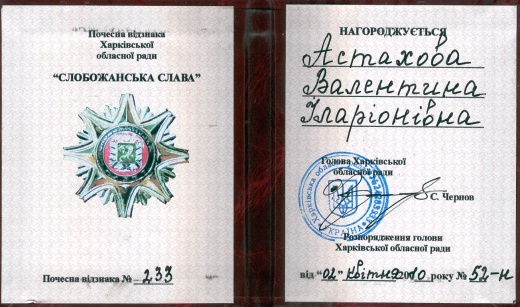 Почесна відзнака
Харківської
обласної ради
“СЛОБОЖАНСЬКА СЛАВА”
Почесна відзнака № 233
НАГОРОДЖУЄТЬСЯ
Астахова
Валентина
Іларіонівна
Голова Харківської
обласної ради
С. Чернов
УКРАЇНА
Розпорядження голови
Харківської обласної ради
від “02” квітня 2010 року № 52-н